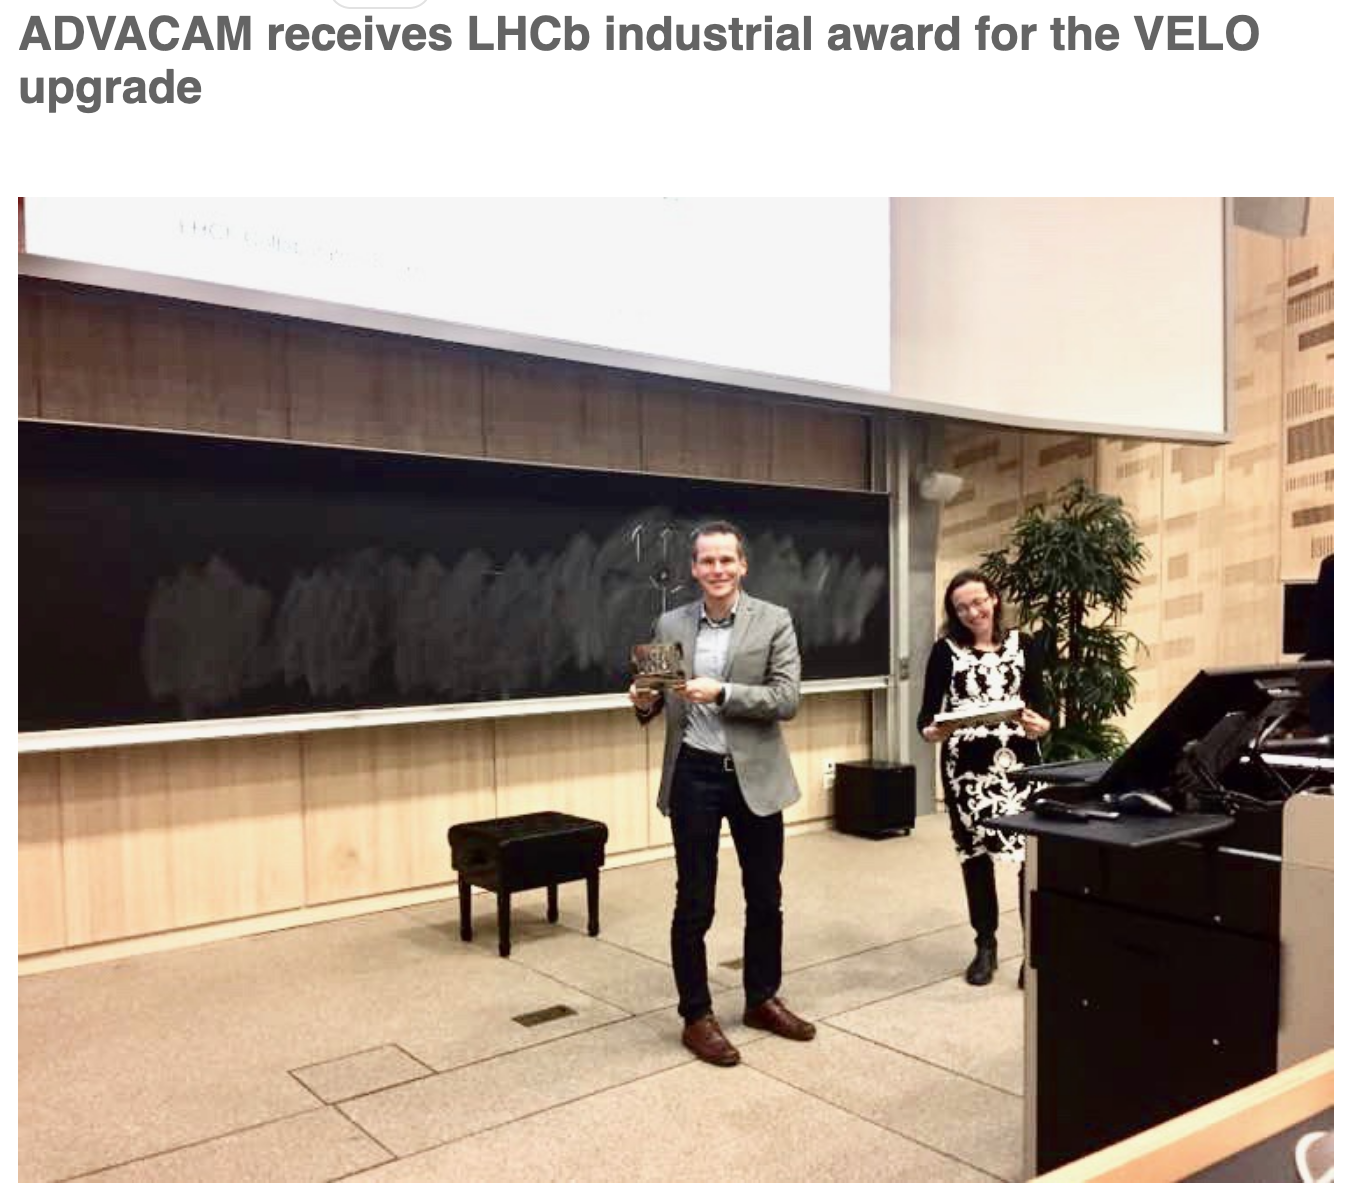 ADVACAM receives LHCb industrial award for the VELO
upgrade